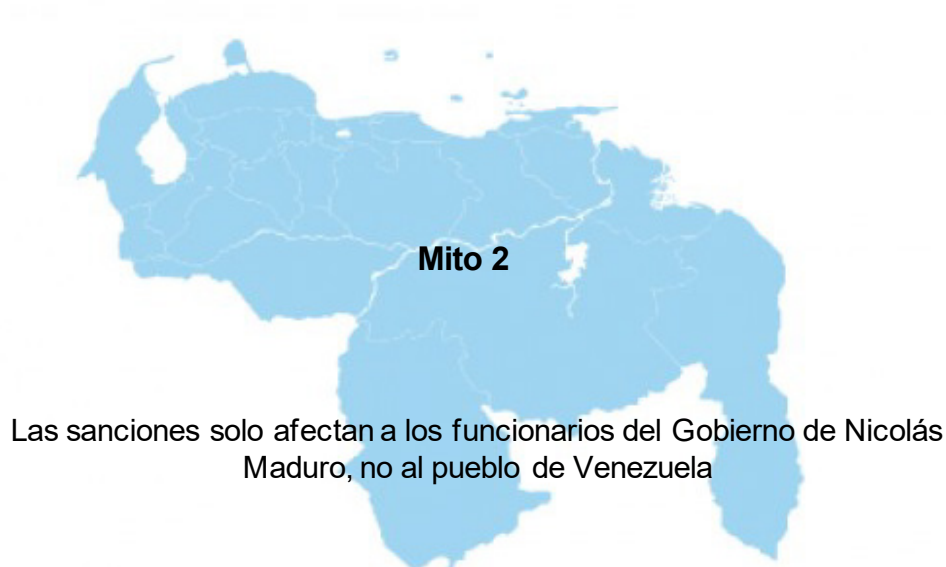 Mito 2
Las sanciones solo afectan a los funcionarios del Gobierno de Nicolás
Maduro, no al pueblo de Venezuela